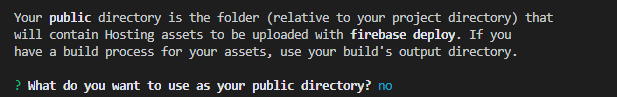 Your public directory is the folder (relative to your project directory) that
will contain Hosting assets to be uploaded with firebase deploy. If you
have a build process for your assets, use your build's output directory.
? What do you want to use as your public directory? no